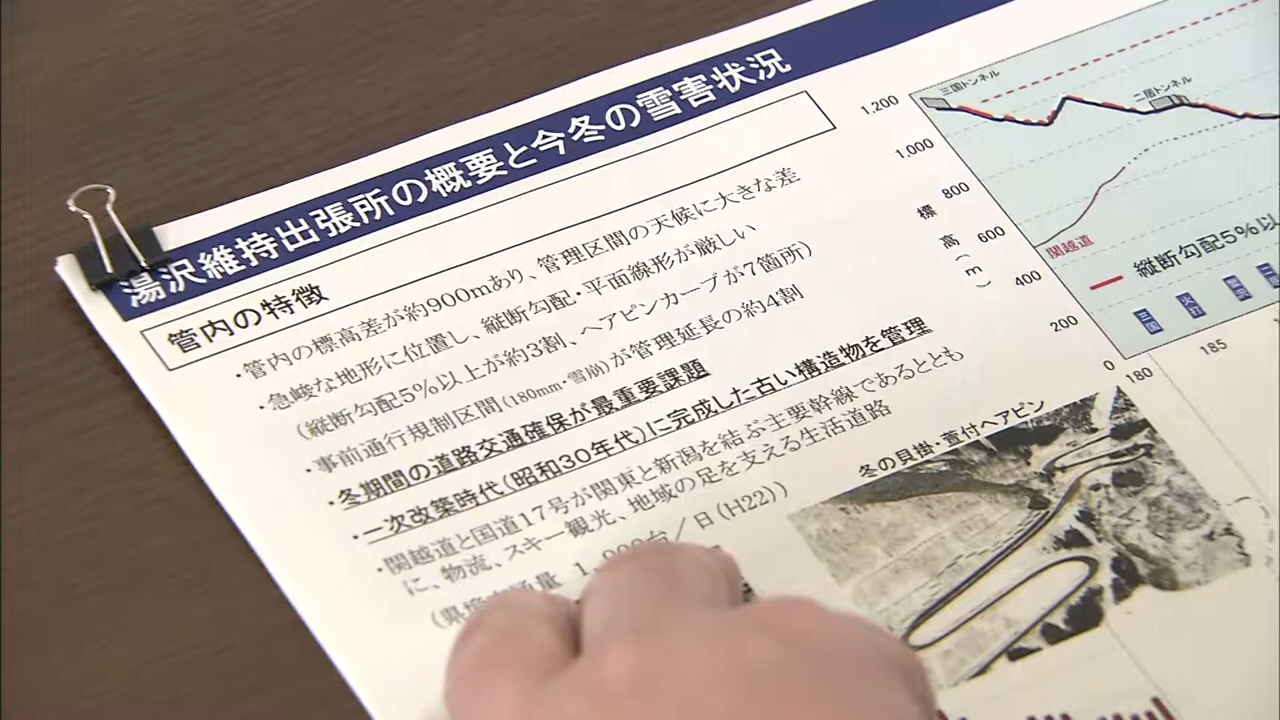 湯沢維持出張所の概要と今冬の雪害状況
管内の特徴
・管内の標高差が約900mあり、管理区間の天候に大きな差
・急峻な地形に位置し、縦断勾配・平面線形が厳しい
(縦断勾配5%以上が約3割、ヘアピンカーブが7箇所)
・事前通行規制区間(180mm・雪崩)が管理延長の約4割
・冬期間の道路交通確保が最重要課題
・一次改築時代(昭和30年代)に完成した古い構造物を管理
・関越道と国道17号が関東と新潟を結ぶ主要幹線であるととも
に、物流、スキー観光、地域の足を支える生活道路
台／日(H22))
1,200
1,000
800
600
400
200
0
標高(m)
180
185
三国トンネル
二居トンネル
関越道
縦断勾配5%以
三国
冬の貝掛・萱付ヘアピン